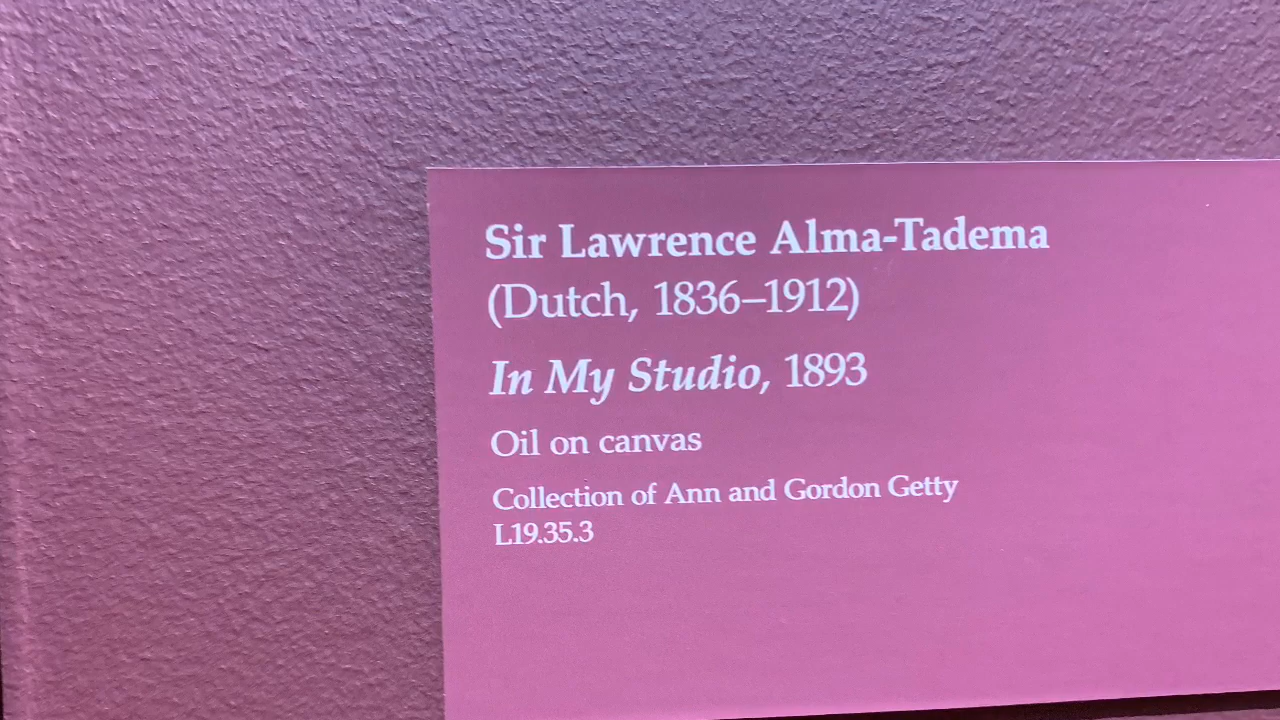 Sir Lawrence Alma-Tadema
(Dutch, 1836–1912)
In My Studio, 1893
Oil on canvas
Collection of Ann and Gordon Getty
L19.35.3